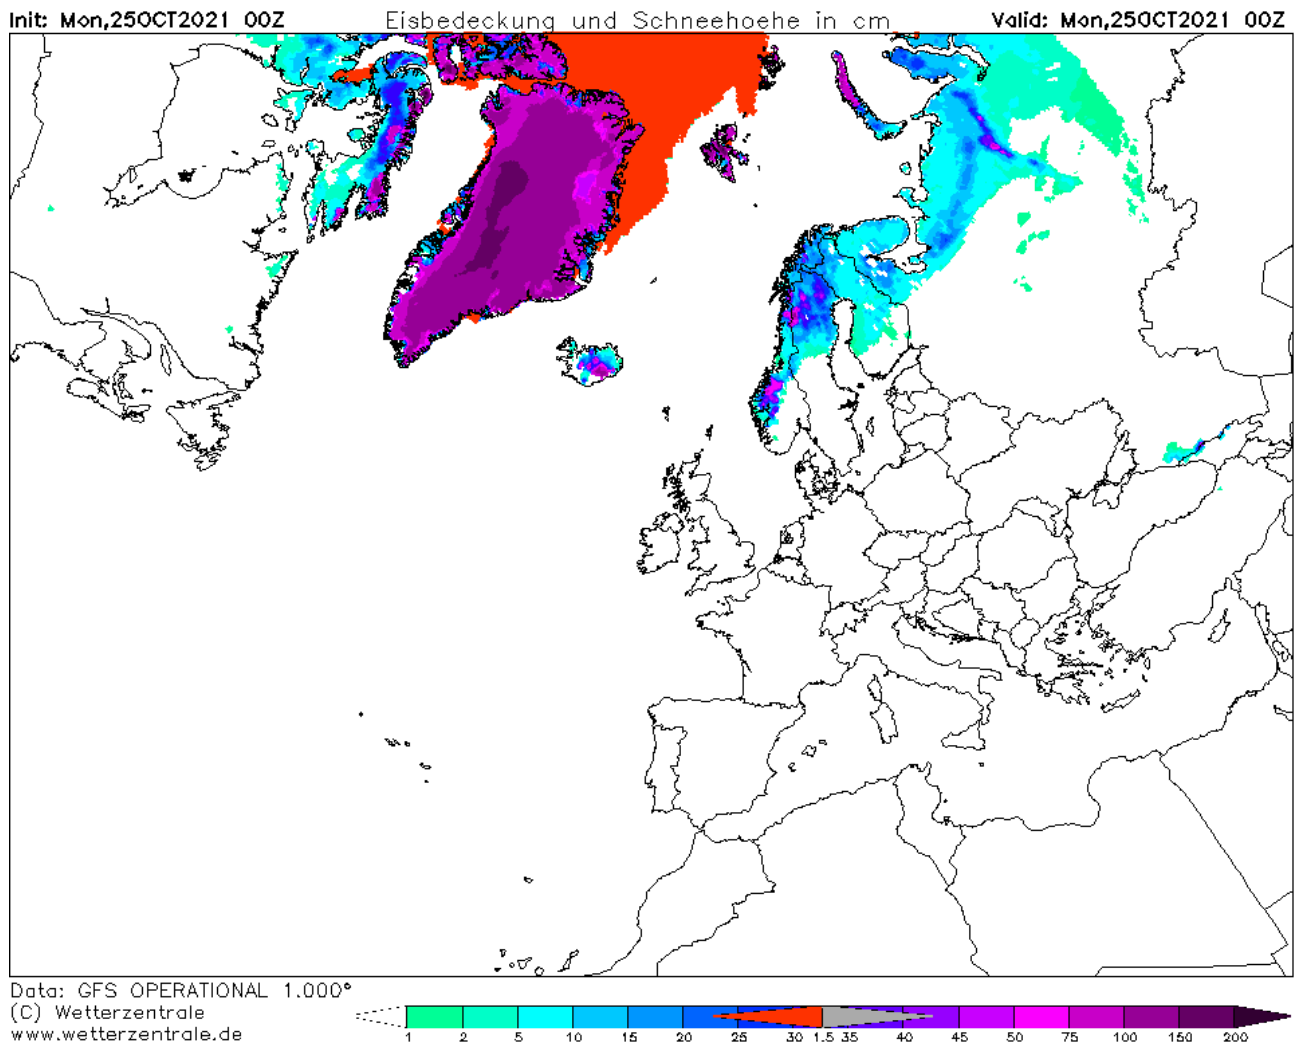 Init: Mon,25OCT2021 00Z Eisbedeckung und Schneehoehe in cm Valid: Mon,25OCT2021 00Z
Data: GFS OPERATIONAL 1.000°
(C) Wetterzentrale
www.wetterzentrale.de
1 2 5 10 15 20 25 30 1.5 35 40 45 50 75 100 150 200